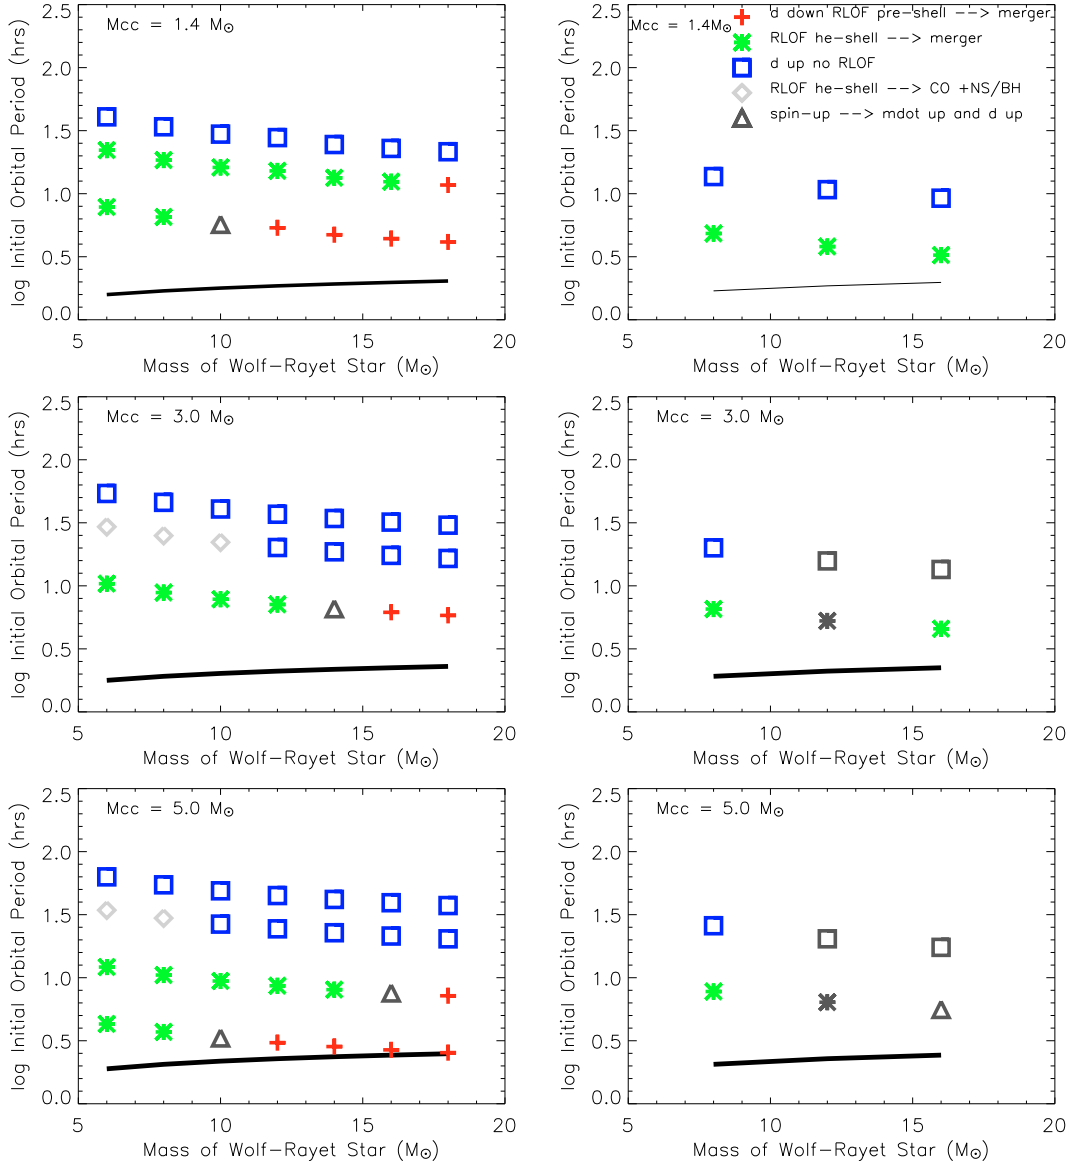 2.5
2.0
1.5
1.0
0.5
0.0
log Initial Orbital Period (hrs)
Mcc = 1.4 M☉
5 10 15 20
Mass of Wolf-Rayet Star (M☉)
2.5
2.0
1.5
1.0
0.5
0.0
log Initial Orbital Period (hrs)
Mcc = 1.4M☉
d down RLOF pre-shell --> merger
RLOF he-shell --> merger
d up no RLOF
RLOF he-shell --> CO +NS/BH
spin-up --> mdot up and d up
5 10 15 20
Mass of Wolf-Rayet Star (M☉)
2.5
2.0
1.5
1.0
0.5
0.0
log Initial Orbital Period (hrs)
Mcc = 3.0 M☉
5 10 15 20
Mass of Wolf-Rayet Star (M☉)
2.5
2.0
1.5
1.0
0.5
0.0
log Initial Orbital Period (hrs)
Mcc = 3.0 M☉
5 10 15 20
Mass of Wolf-Rayet Star (M☉)
2.5
2.0
1.5
1.0
0.5
0.0
log Initial Orbital Period (hrs)
Mcc = 5.0 M☉
5 10 15 20
Mass of Wolf-Rayet Star (M☉)
2.5
2.0
1.5
1.0
0.5
0.0
log Initial Orbital Period (hrs)
Mcc = 5.0 M☉
5 10 15 20
Mass of Wolf-Rayet Star (M☉)